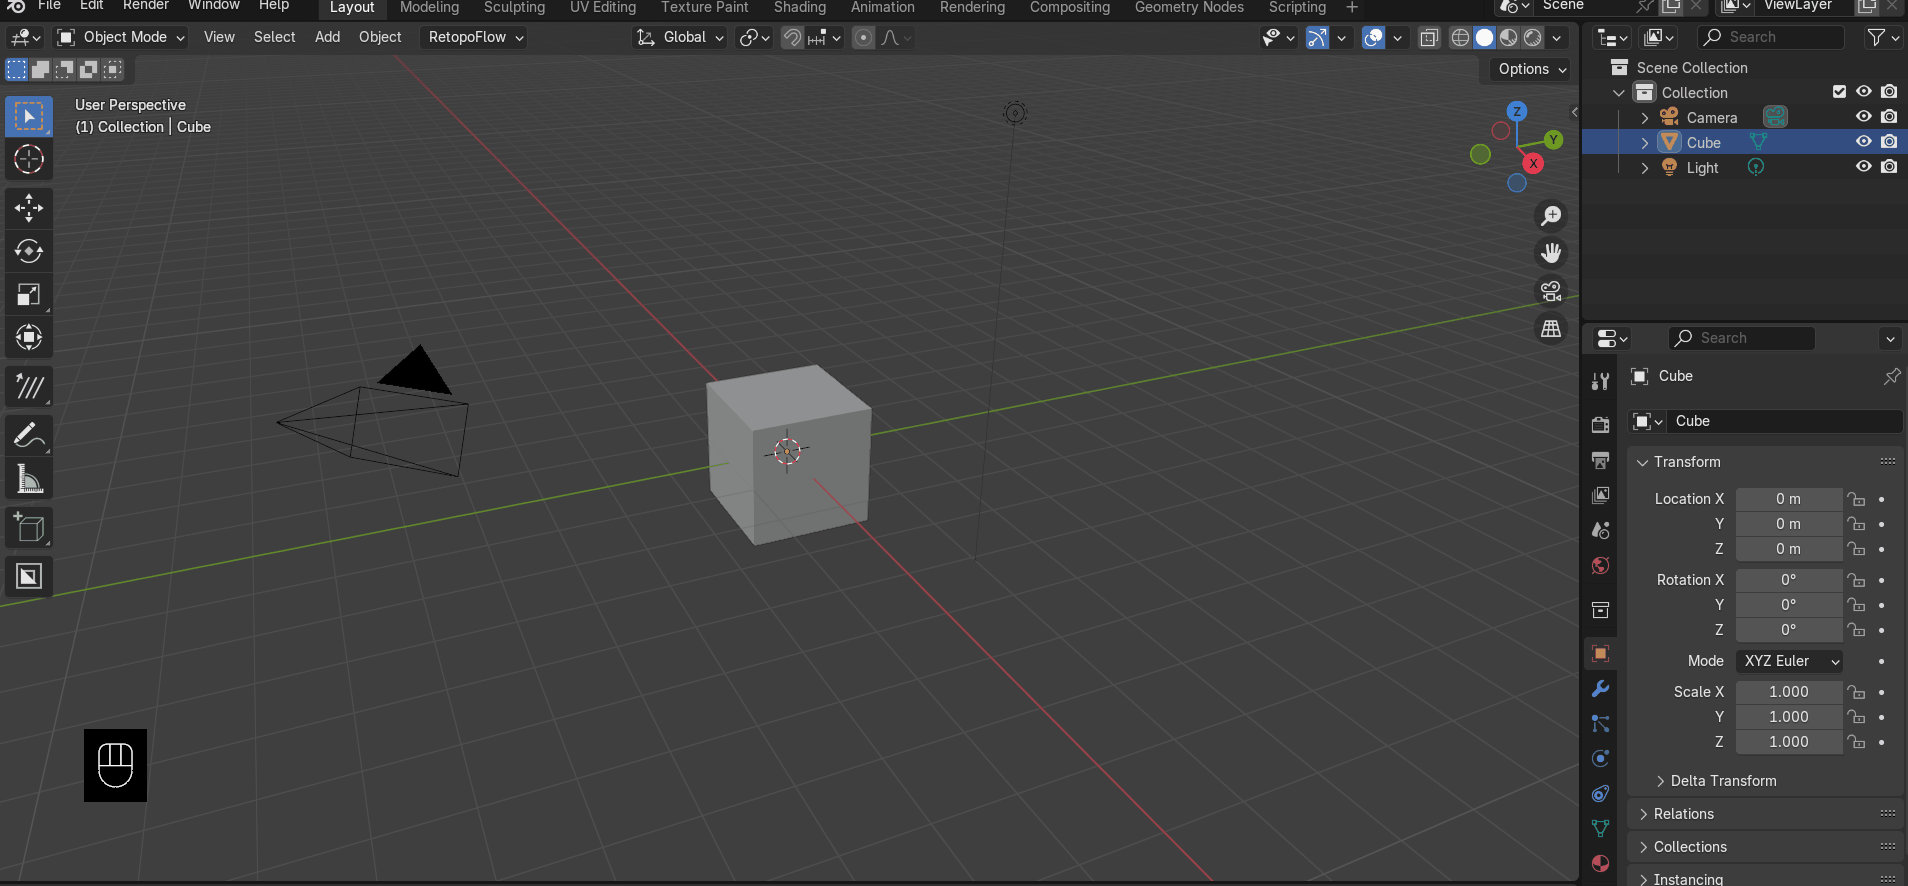 File Edit Render Window Help Layout Modeling Sculpting UV Editing Texture Paint Shading Animation Rendering Compositing Geometry Nodes Scripting + Scene ViewLayer
Object Mode View Select Add Object RetopoFlow Global Search
Options
User Perspective
(1) Collection | Cube
Z
Y
X
Scene Collection
Collection
Camera
Cube
Light
Search
Cube
Cube
Transform
Location X 0 m
Y 0 m
Z 0 m
Rotation X 0°
Y 0°
Z 0°
Mode XYZ Euler
Scale X 1.000
Y 1.000
Z 1.000
Delta Transform
Relations
Collections
Instancing